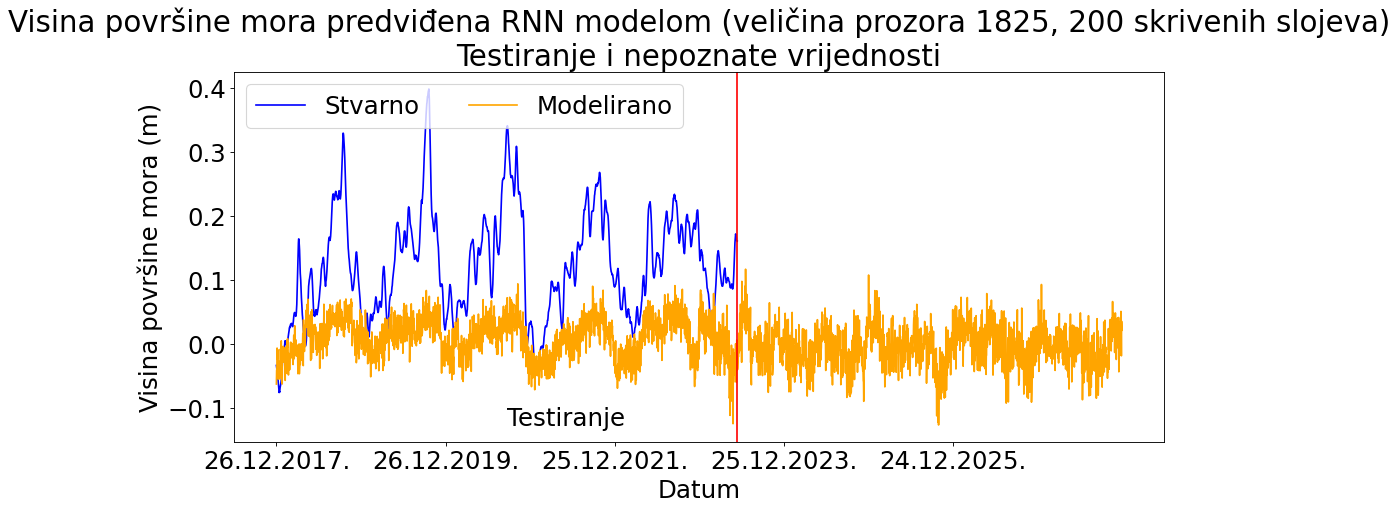 Visina površine mora predviđena RNN modelom (veličina prozora 1825, 200 skrivenih slojeva)
Testiranje i nepoznate vrijednosti
Stvarno Modelirano
0.4
0.3
0.2
0.1
0.0
−0.1
Visina površine mora (m)
Testiranje
26.12.2017. 26.12.2019. 25.12.2021. 25.12.2023. 24.12.2025.
Datum